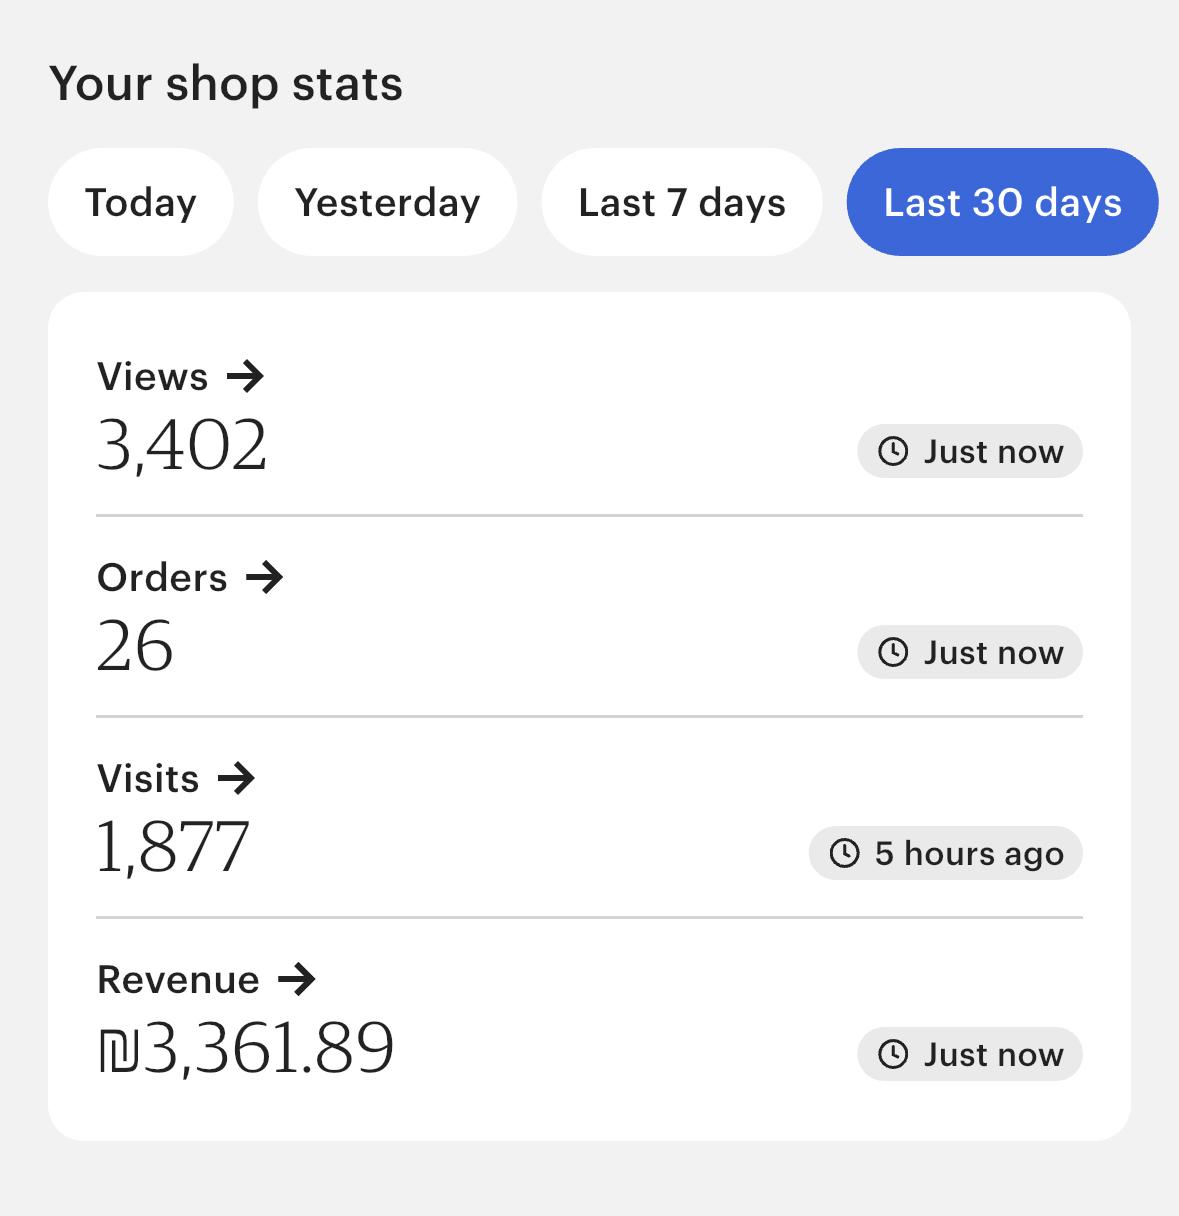 Your shop stats
Today Yesterday Last 7 days Last 30 days
Views →
3,402
Just now
Orders →
26
Just now
Visits →
1,877
5 hours ago
Revenue →
₪3,361.89
Just now